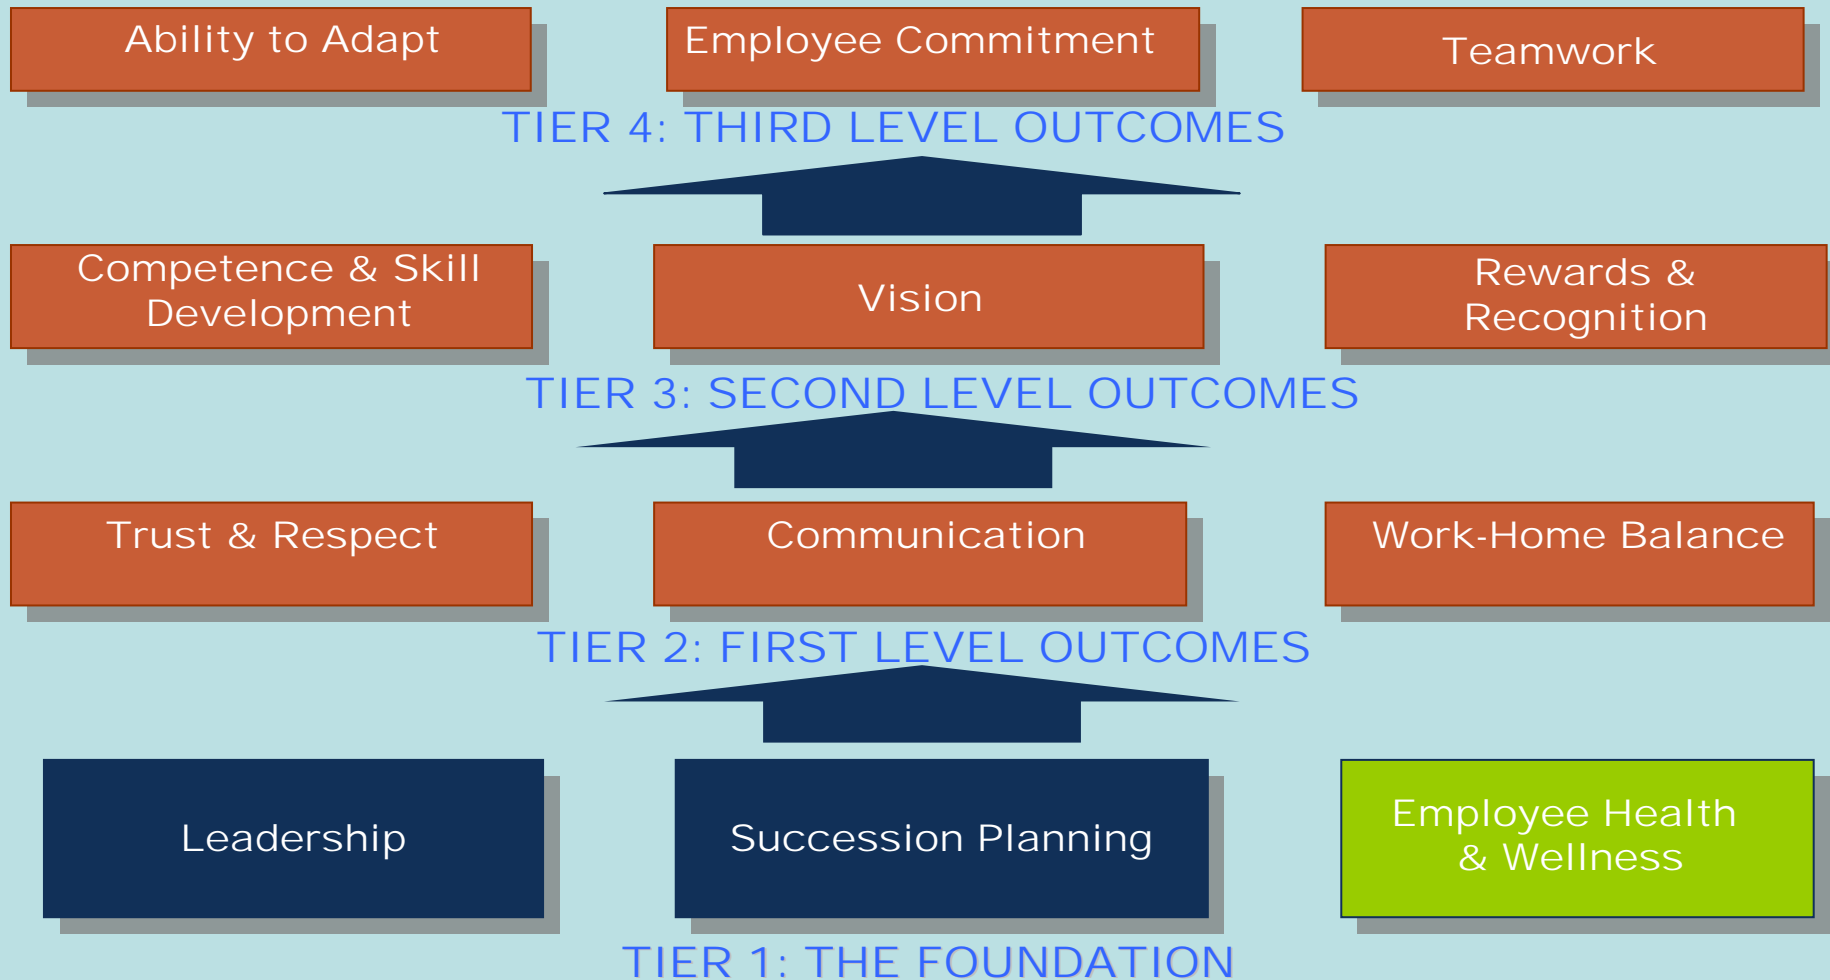 Ability to Adapt
Employee Commitment
Teamwork
TIER 4: THIRD LEVEL OUTCOMES
Competence & Skill
Development
Vision
Rewards &
Recognition
TIER 3: SECOND LEVEL OUTCOMES
Trust & Respect
Communication
Work-Home Balance
TIER 2: FIRST LEVEL OUTCOMES
Leadership
Succession Planning
Employee Health
& Wellness
TIER 1: THE FOUNDATION